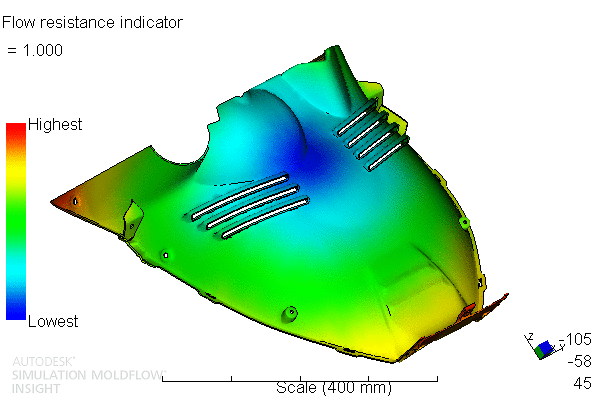 Flow resistance indicator
= 1.000
Highest
Lowest
AUTODESK®
SIMULATION MOLDFLOW®
INSIGHT
Scale (400 mm)
Z
Y
X
-105
-58
45